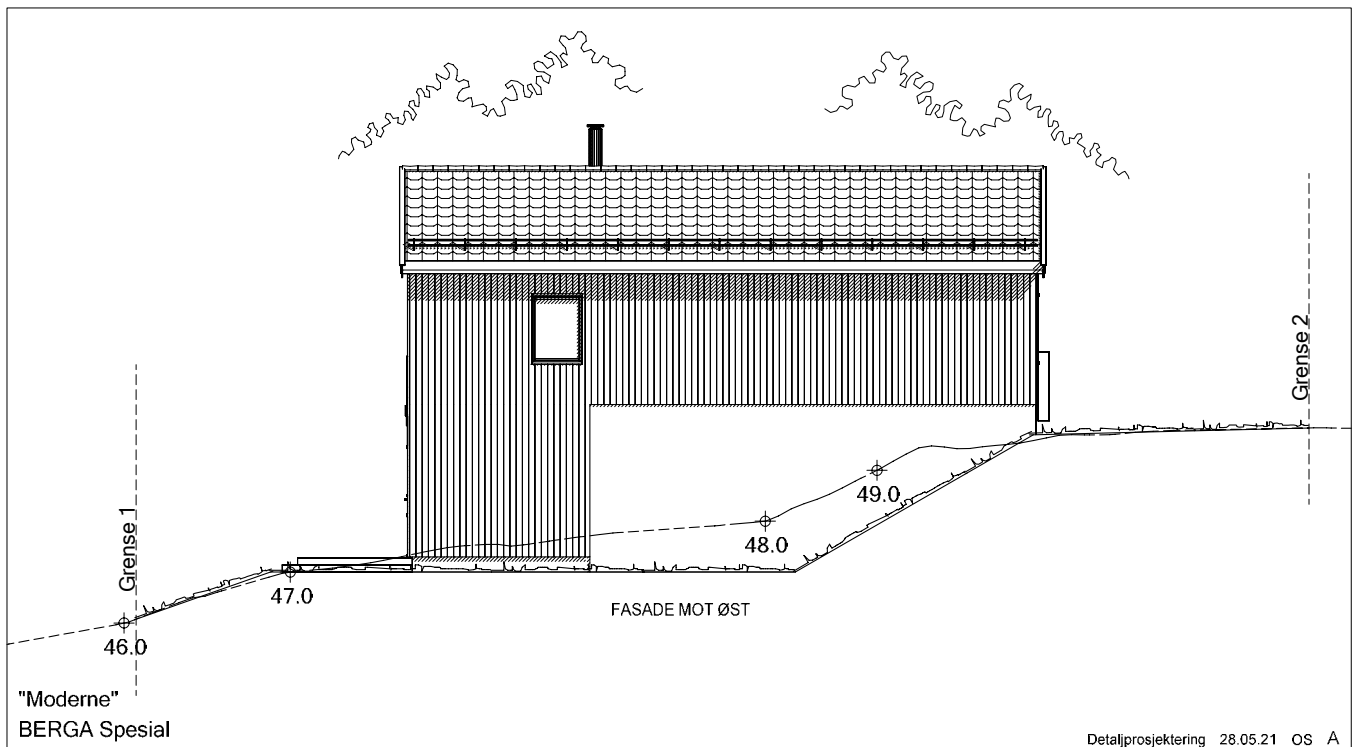 Grense 2
Grense 1
49.0
48.0
47.0
46.0
FASADE MOT ØST
"Moderne"
BERGA Spesial
Detaljprosjektering 28.05.21 OS A